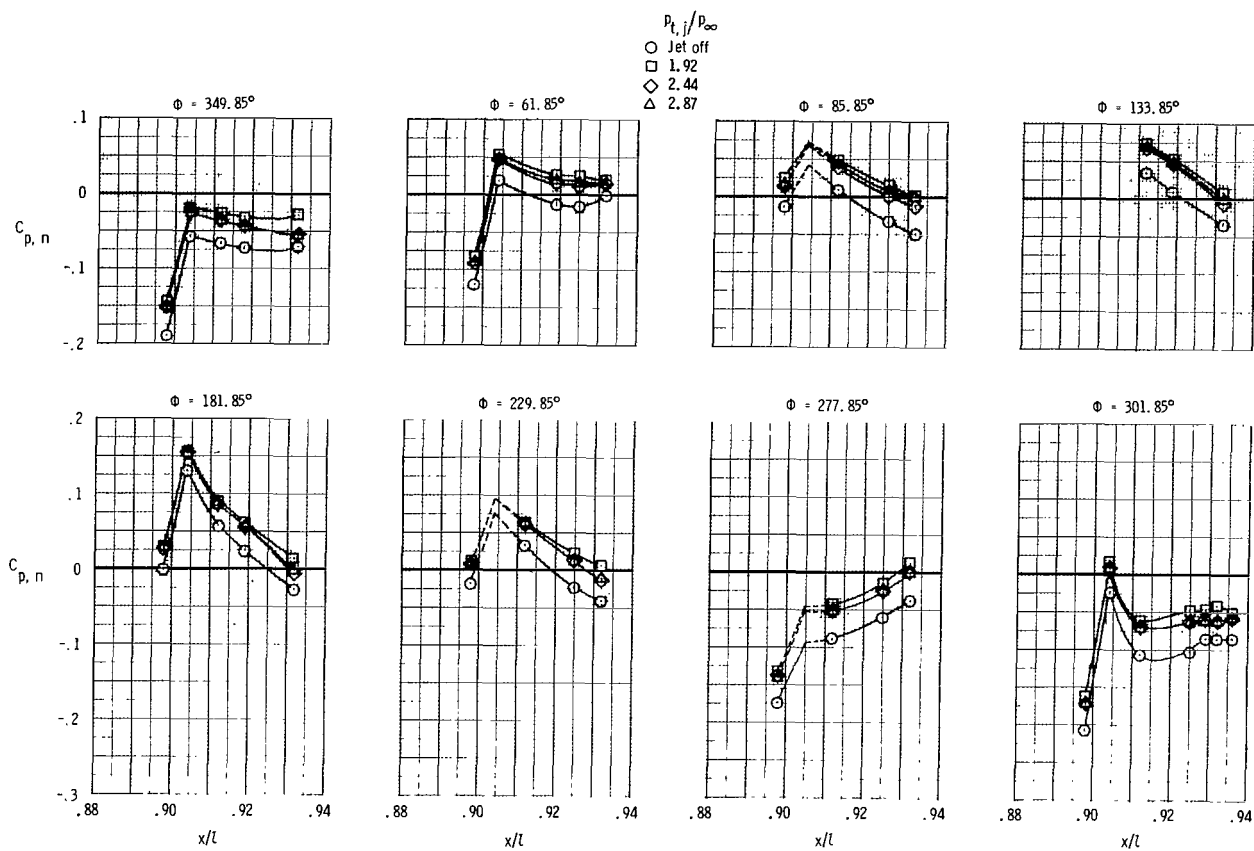 p_{t,j}/p_∞
Jet off
1.92
2.44
2.87
Φ = 349.85°
Φ = 61.85°
Φ = 85.85°
Φ = 133.85°
.1
0
C_{p,n}
-.1
-.2
Φ = 181.85°
Φ = 229.85°
Φ = 277.85°
Φ = 301.85°
.2
.1
0
C_{p,n}
-.1
-.2
-.3
.88 .90 .92 .94 .88 .90 .92 .94 .88 .90 .92 .94 .88 .90 .92 .94
x/l x/l x/l x/l